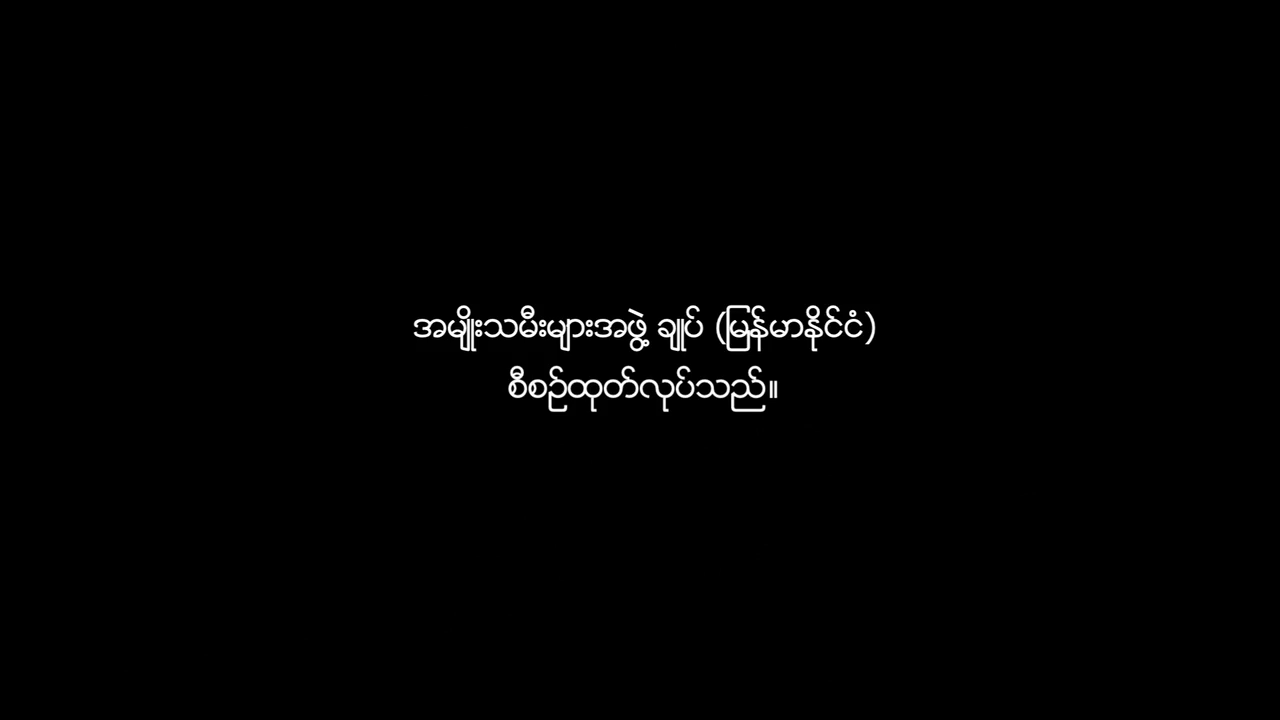 အမျိုးသမီးများအဖွဲ့ ချုပ် (မြန်မာနိုင်ငံ)
စီစဉ်ထုတ်လုပ်သည်။